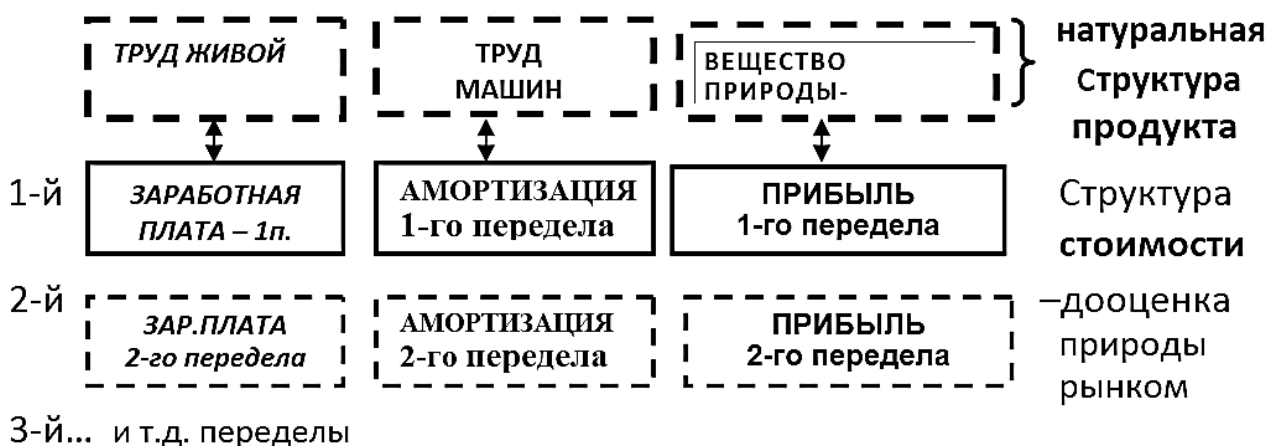 ТРУД ЖИВОЙ
ТРУД
МАШИН
ВЕЩЕСТВО
ПРИРОДЫ-
натуральная
Структура
продукта
1-й
ЗАРАБОТНАЯ
ПЛАТА – 1п.
АМОРТИЗАЦИЯ
1-го передела
ПРИБЫЛЬ
1-го передела
Структура
стоимости
2-й
ЗАР.ПЛАТА
2-го передела
АМОРТИЗАЦИЯ
2-го передела
ПРИБЫЛЬ
2-го передела
–дооценка
природы
рынком
3-й... и т.д. переделы